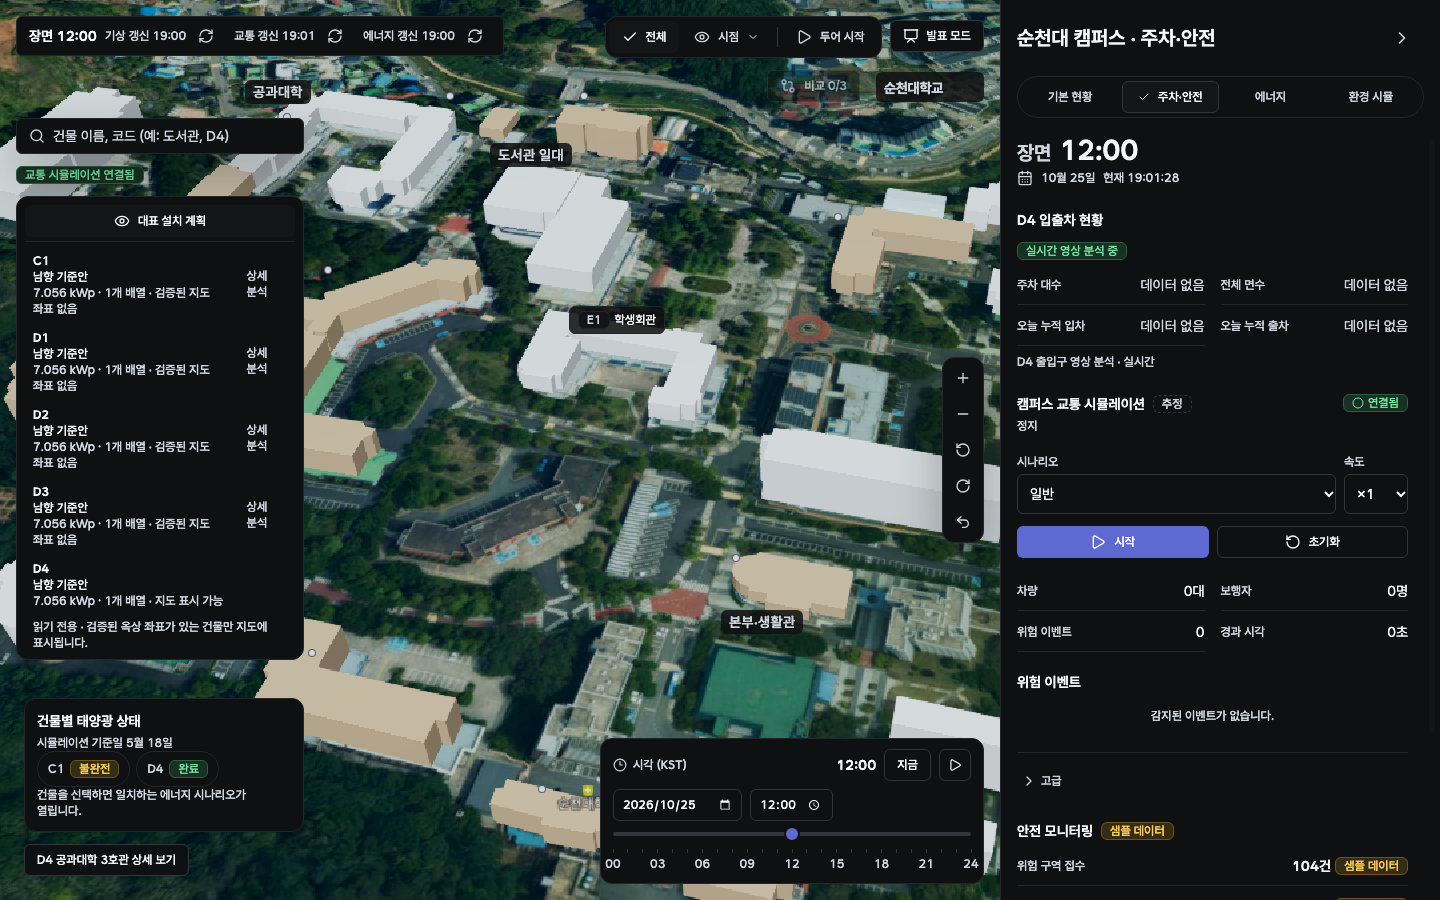 장면 12:00 기상 갱신 19:00 교통 갱신 19:01 에너지 갱신 19:00
전체 시점 투어 시작 발표 모드
비교 0/3 순천대학교
공과대학
건물 이름, 코드 (예: 도서관, D4)
도서관 일대
교통 시뮬레이션 연결됨
대표 설치 계획
C1
남향 기준안
7.056 kWp · 1개 배열 · 검증된 지도 좌표 없음
상세 분석
D1
남향 기준안
7.056 kWp · 1개 배열 · 검증된 지도 좌표 없음
상세 분석
D2
남향 기준안
7.056 kWp · 1개 배열 · 검증된 지도 좌표 없음
상세 분석
D3
남향 기준안
7.056 kWp · 1개 배열 · 검증된 지도 좌표 없음
상세 분석
D4
남향 기준안
7.056 kWp · 1개 배열 · 지도 표시 가능
읽기 전용 · 검증된 옥상 좌표가 있는 건물만 지도에 표시됩니다.
E1 학생회관
본부·생활관
건물별 태양광 상태
시뮬레이션 기준일 5월 18일
C1 불완전 D4 완료
건물을 선택하면 일치하는 에너지 시나리오가 열립니다.
D4 공과대학 3호관 상세 보기
시각 (KST) 12:00 지금
2026/10/25 12:00
00 03 06 09 12 15 18 21 24
순천대 캠퍼스 · 주차·안전
기본 현황 주차·안전 에너지 환경 시뮬
장면 12:00
10월 25일 현재 19:01:28
D4 입출차 현황
실시간 영상 분석 중
주차 대수 데이터 없음 전체 면수 데이터 없음
오늘 누적 입차 데이터 없음 오늘 누적 출차 데이터 없음
D4 출입구 영상 분석 · 실시간
캠퍼스 교통 시뮬레이션 추정 연결됨
정지
시나리오 속도
일반 ×1
시작 초기화
차량 0대 보행자 0명
위험 이벤트 0 경과 시각 0초
위험 이벤트
감지된 이벤트가 없습니다.
고급
안전 모니터링 샘플 데이터
위험 구역 접수 104건 샘플 데이터